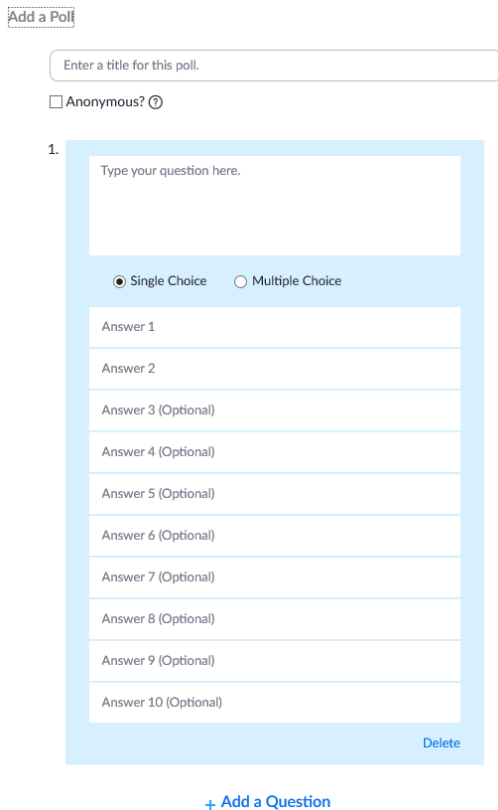 Add a Poll
Enter a title for this poll.
Anonymous? ?
1.
Type your question here.
Single Choice Multiple Choice
Answer 1
Answer 2
Answer 3 (Optional)
Answer 4 (Optional)
Answer 5 (Optional)
Answer 6 (Optional)
Answer 7 (Optional)
Answer 8 (Optional)
Answer 9 (Optional)
Answer 10 (Optional)
Delete
+ Add a Question